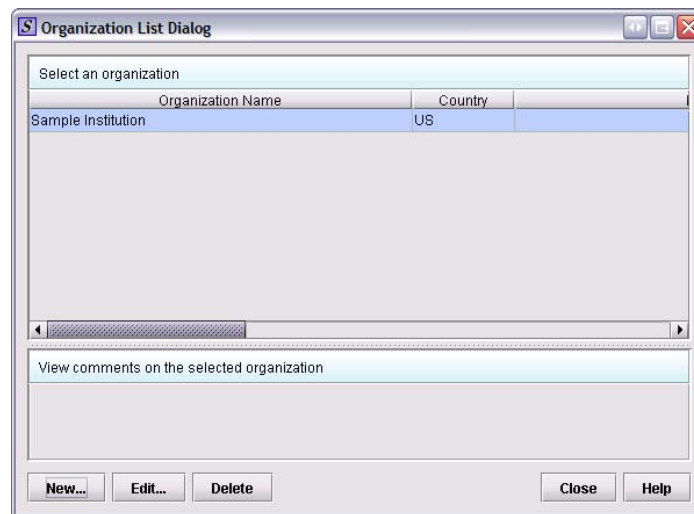 S Organization List Dialog
Select an organization
Organization Name Country
Sample Institution US
View comments on the selected organization
New... Edit... Delete Close Help